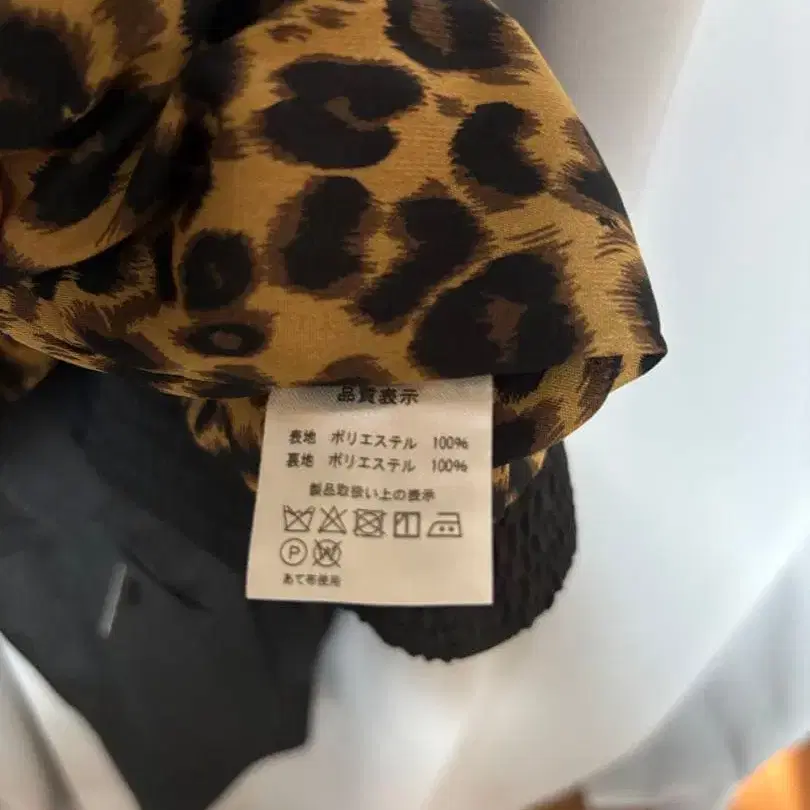 品質表示
表地 ポリエステル 100%
裏地 ポリエステル 100%
製品取扱い上の表示
P W
あて布使用